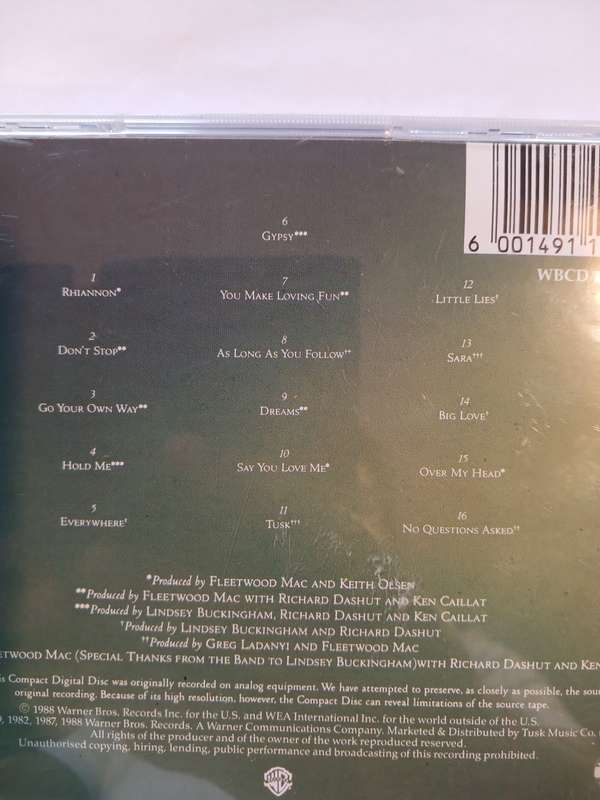 6 001491 1
WBCD
1
RHIANNON*
2
DON'T STOP**
3
GO YOUR OWN WAY**
4
HOLD ME***
5
EVERYWHERE†
6
GYPSY***
7
YOU MAKE LOVING FUN**
8
AS LONG AS YOU FOLLOW††
9
DREAMS**
10
SAY YOU LOVE ME*
11
TUSK†††
12
LITTLE LIES†
13
SARA†††
14
BIG LOVE†
15
OVER MY HEAD*
16
NO QUESTIONS ASKED††
*Produced by FLEETWOOD MAC AND KEITH OLSEN
**Produced by FLEETWOOD MAC WITH RICHARD DASHUT AND KEN CAILLAT
***Produced by LINDSEY BUCKINGHAM, RICHARD DASHUT AND KEN CAILLAT
†Produced by LINDSEY BUCKINGHAM AND RICHARD DASHUT
††Produced by GREG LADANYI AND FLEETWOOD MAC
ETWOOD MAC (SPECIAL THANKS FROM THE BAND TO LINDSEY BUCKINGHAM)WITH RICHARD DASHUT AND KEN
is Compact Digital Disc was originally recorded on analog equipment. We have attempted to preserve, as closely as possible, the sou
original recording. Because of its high resolution, however, the Compact Disc can reveal limitations of the source tape.
© 1988 Warner Bros. Records Inc. for the U.S. and WEA International Inc. for the world outside of the U.S.
, 1982, 1987, 1988 Warner Bros. Records. A Warner Communications Company. Marketed & Distributed by Tusk Music Co.
All rights of the producer and of the owner of the work reproduced reserved.
Unauthorised copying, hiring, lending, public performance and broadcasting of this recording prohibited.